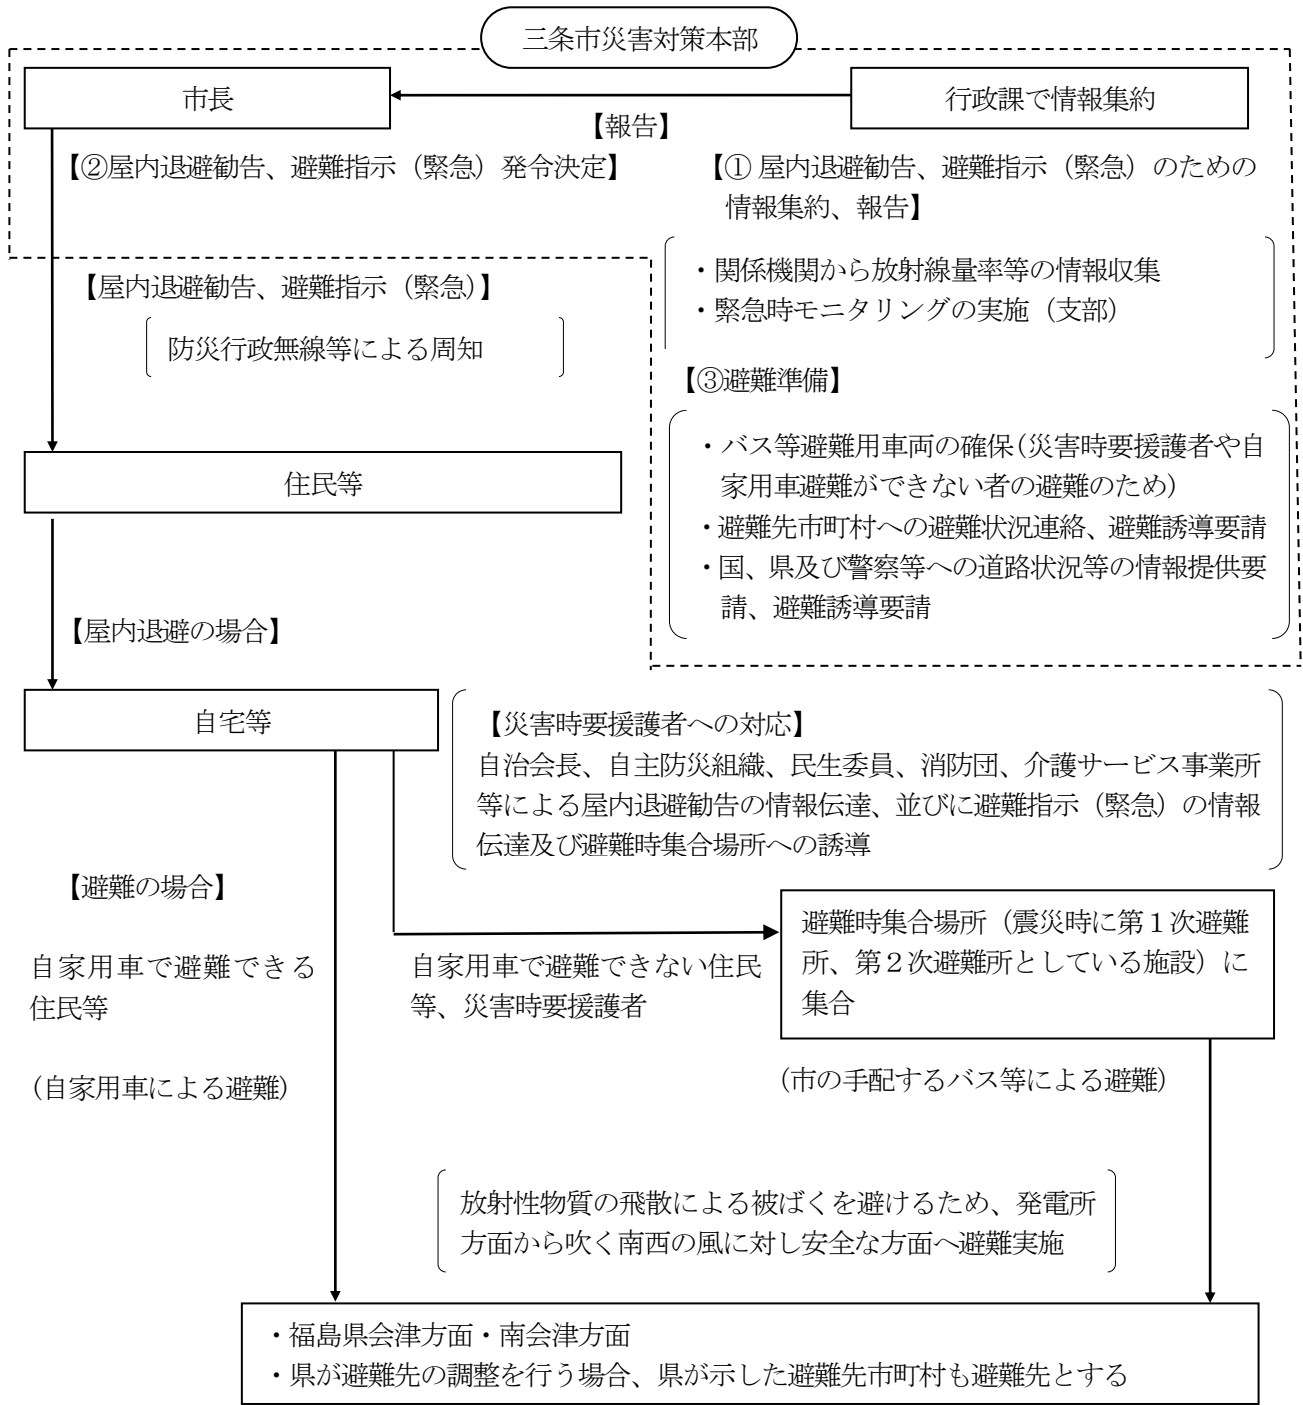 三条市災害対策本部
市長
行政課で情報集約
【報告】
【②屋内退避勧告、避難指示（緊急）発令決定】
【① 屋内退避勧告、避難指示（緊急）のための
情報集約、報告】
・関係機関から放射線量率等の情報収集
・緊急時モニタリングの実施（支部）
【屋内退避勧告、避難指示（緊急）】
防災行政無線等による周知
【③避難準備】
・バス等避難用車両の確保（災害時要援護者や自
家用車避難ができない者の避難のため）
・避難先市町村への避難状況連絡、避難誘導要請
・国、県及び警察等への道路状況等の情報提供要
請、避難誘導要請
住民等
【屋内退避の場合】
自宅等
【災害時要援護者への対応】
自治会長、自主防災組織、民生委員、消防団、介護サービス事業所
等による屋内退避勧告の情報伝達、並びに避難指示（緊急）の情報
伝達及び避難時集合場所への誘導
【避難の場合】
自家用車で避難できる
住民等
（自家用車による避難）
自家用車で避難できない住民
等、災害時要援護者
避難時集合場所（震災時に第１次避難
所、第２次避難所としている施設）に
集合
（市の手配するバス等による避難）
放射性物質の飛散による被ばくを避けるため、発電所
方面から吹く南西の風に対し安全な方面へ避難実施
・福島県会津方面・南会津方面
・県が避難先の調整を行う場合、県が示した避難先市町村も避難先とする